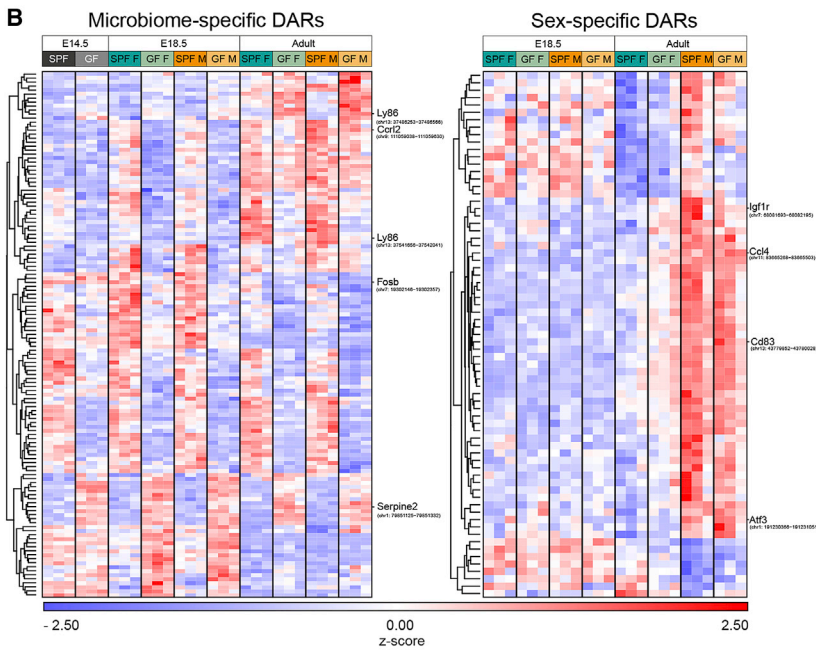 B
Microbiome-specific DARs
E14.5 E18.5 Adult
SPF GF SPF F GF F SPF M GF M SPF F GF F SPF M GF M
Ly86
Ccrl2
Ly86
Fosb
Serpine2
Sex-specific DARs
E18.5 Adult
SPF F GF F SPF M GF M SPF F GF F SPF M GF M
Igf1r
Ccl4
Cd83
Atf3
- 2.50 0.00 2.50
z-score